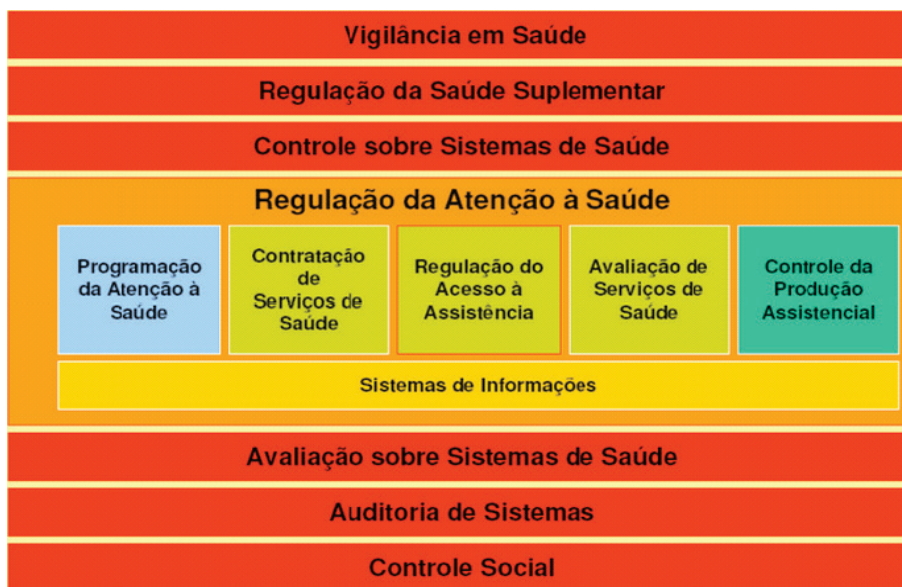 Vigilância em Saúde
Regulação da Saúde Suplementar
Controle sobre Sistemas de Saúde
Regulação da Atenção à Saúde
Programação
da Atenção à
Saúde
Contratação
de
Serviços de
Saúde
Regulação do
Acesso à
Assistência
Avaliação de
Serviços de
Saúde
Controle da
Produção
Assistencial
Sistemas de Informações
Avaliação sobre Sistemas de Saúde
Auditoria de Sistemas
Controle Social